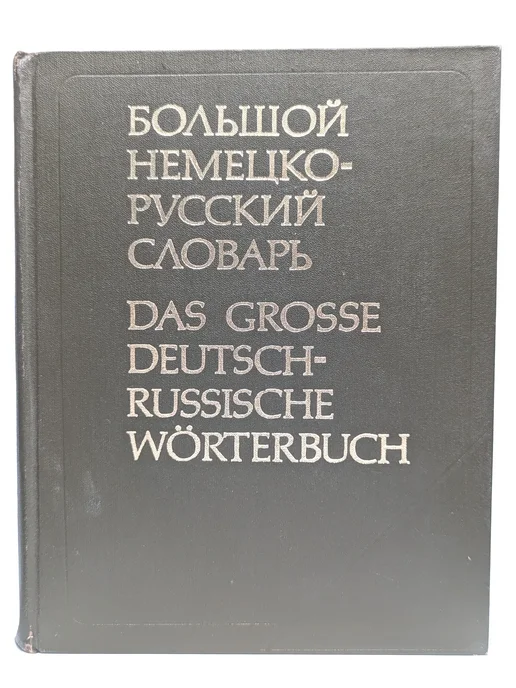 БОЛЬШОЙ
НЕМЕЦКО-
РУССКИЙ
СЛОВАРЬ
DAS GROSSE
DEUTSCH-
RUSSISCHE
WÖRTERBUCH